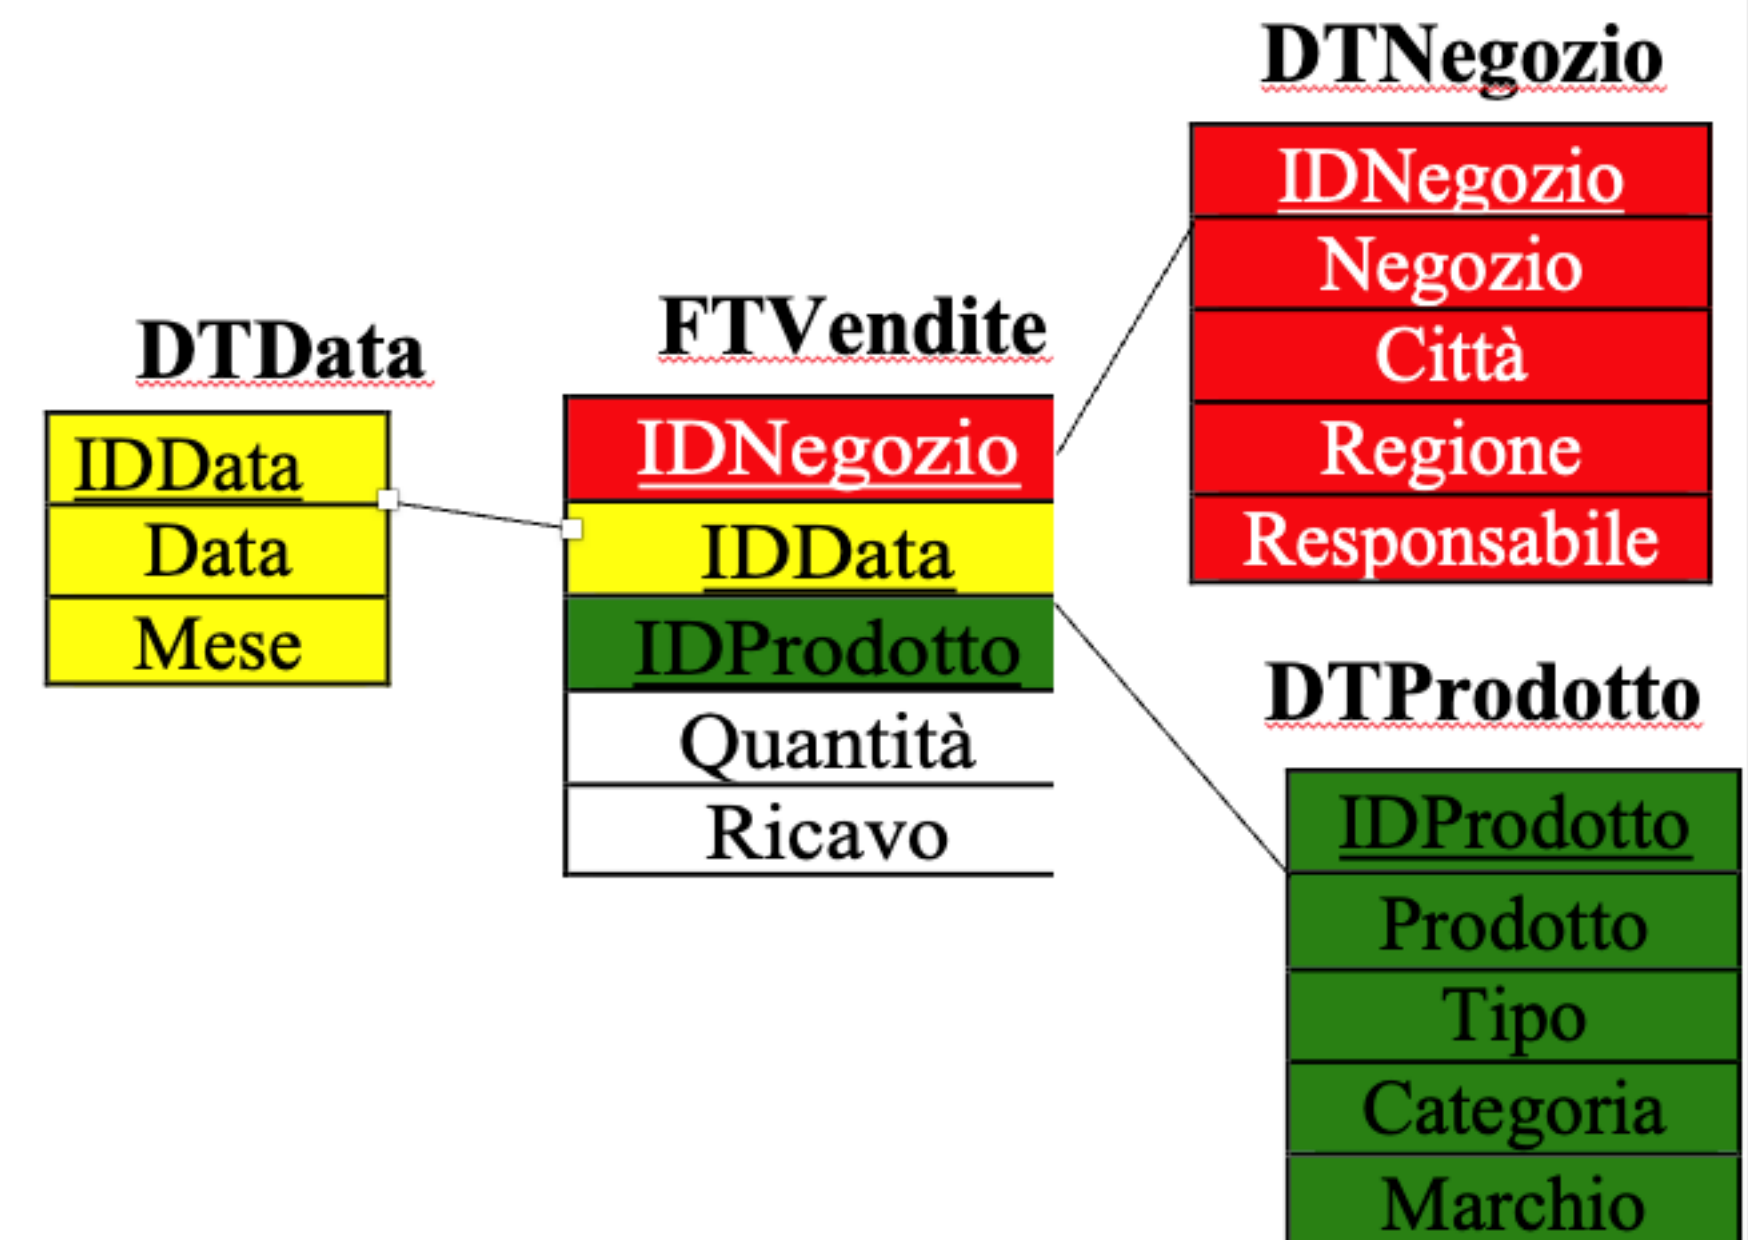 DTData
IDData
Data
Mese
FTVendite
IDNegozio
IDData
IDProdotto
Quantità
Ricavo
DTNegozio
IDNegozio
Negozio
Città
Regione
Responsabile
DTProdotto
IDProdotto
Prodotto
Tipo
Categoria
Marchio